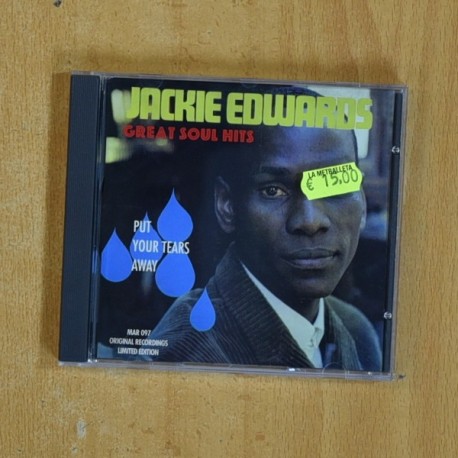 JACKIE EDWARDS
GREAT SOUL HITS
LA METRALLETA
€ 15.00
PUT
YOUR TEARS
AWAY
MAR 097
ORIGINAL RECORDINGS
LIMITED EDITION